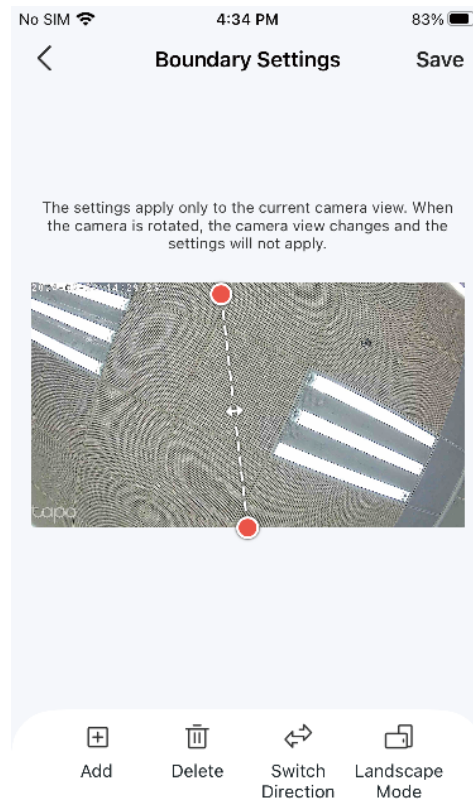 No SIM 4:34 PM 83%
Boundary Settings Save
The settings apply only to the current camera view. When
the camera is rotated, the camera view changes and the
settings will not apply.
tapo
Add Delete Switch Direction Landscape Mode